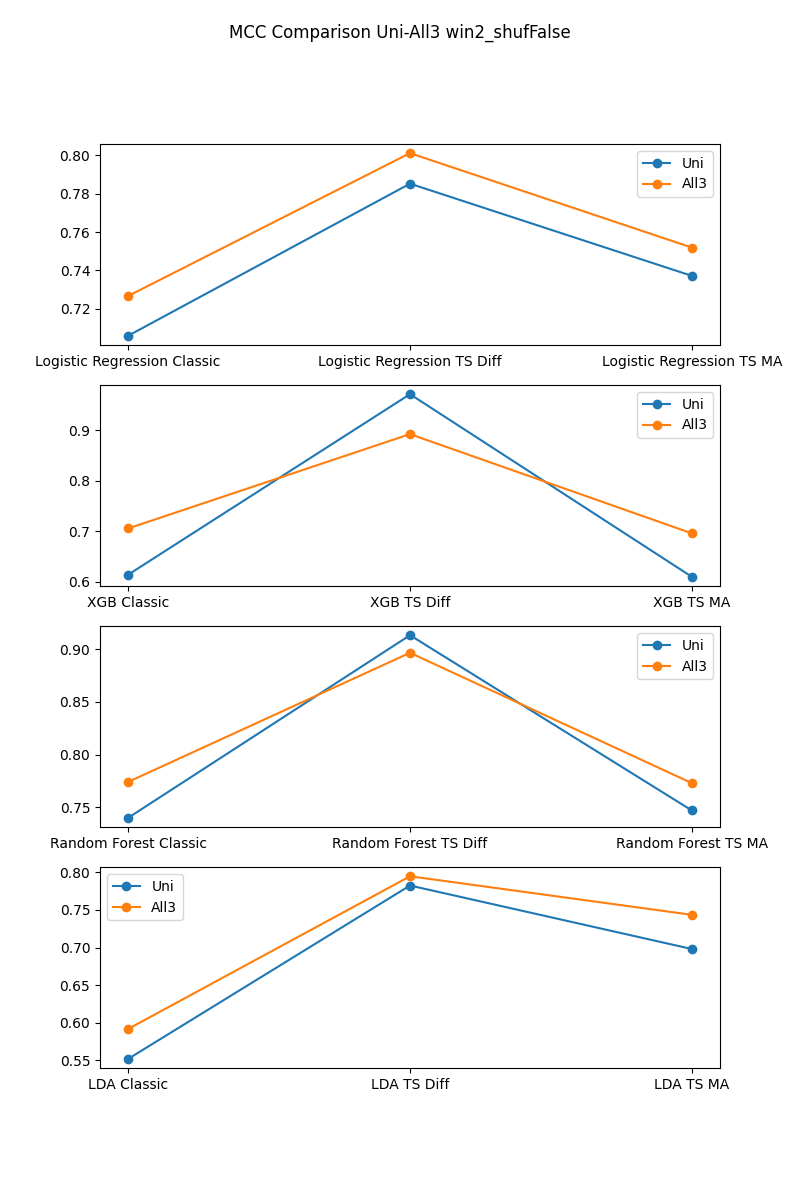 MCC Comparison Uni-All3 win2_shufFalse
0.80
0.78
0.76
0.74
0.72
Uni
All3
Logistic Regression Classic
Logistic Regression TS Diff
Logistic Regression TS MA
0.9
0.8
0.7
0.6
Uni
All3
XGB Classic
XGB TS Diff
XGB TS MA
0.90
0.85
0.80
0.75
Uni
All3
Random Forest Classic
Random Forest TS Diff
Random Forest TS MA
0.80
0.75
0.70
0.65
0.60
0.55
Uni
All3
LDA Classic
LDA TS Diff
LDA TS MA